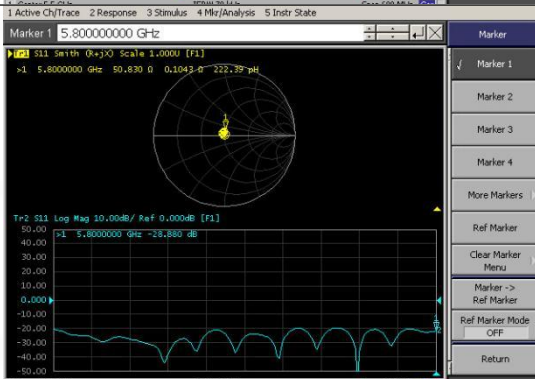 1 Active Ch/Trace 2 Response 3 Stimulus 4 Mkr/Analysis 5 Instr State
Marker 1 5.800000000 GHz
Marker
Tr1 S11 Smith (R+jX) Scale 1.000U [F1]
>1 5.8000000 GHz 50.830 Ω 0.1043 Ω 222.39 pH
1
√ Marker 1
Marker 2
Marker 3
Marker 4
More Markers
Ref Marker
Clear Marker
Menu
Marker ->
Ref Marker
Ref Marker Mode
OFF
Return
Tr2 S11 Log Mag 10.00dB/ Ref 0.000dB [F1]
50.00
>1 5.8000000 GHz -28.880 dB
40.00
30.00
20.00
10.00
0.000
-10.00
-20.00
-30.00
-40.00
-50.00